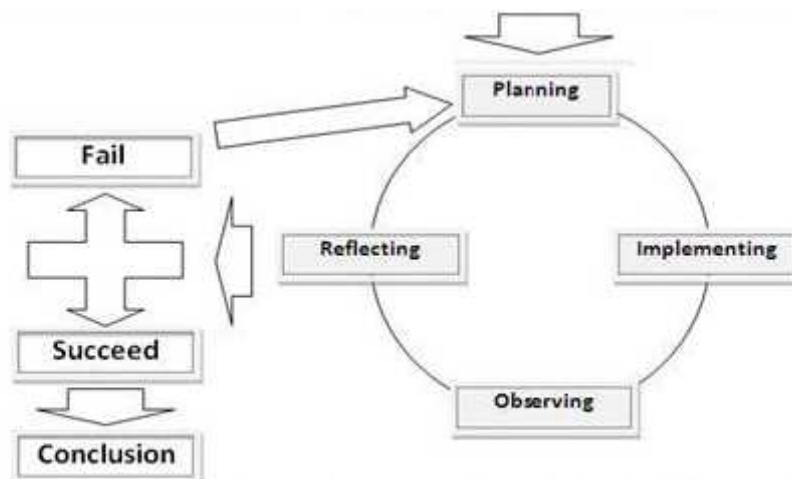 Planning
Fail
Reflecting
Implementing
Succeed
Observing
Conclusion